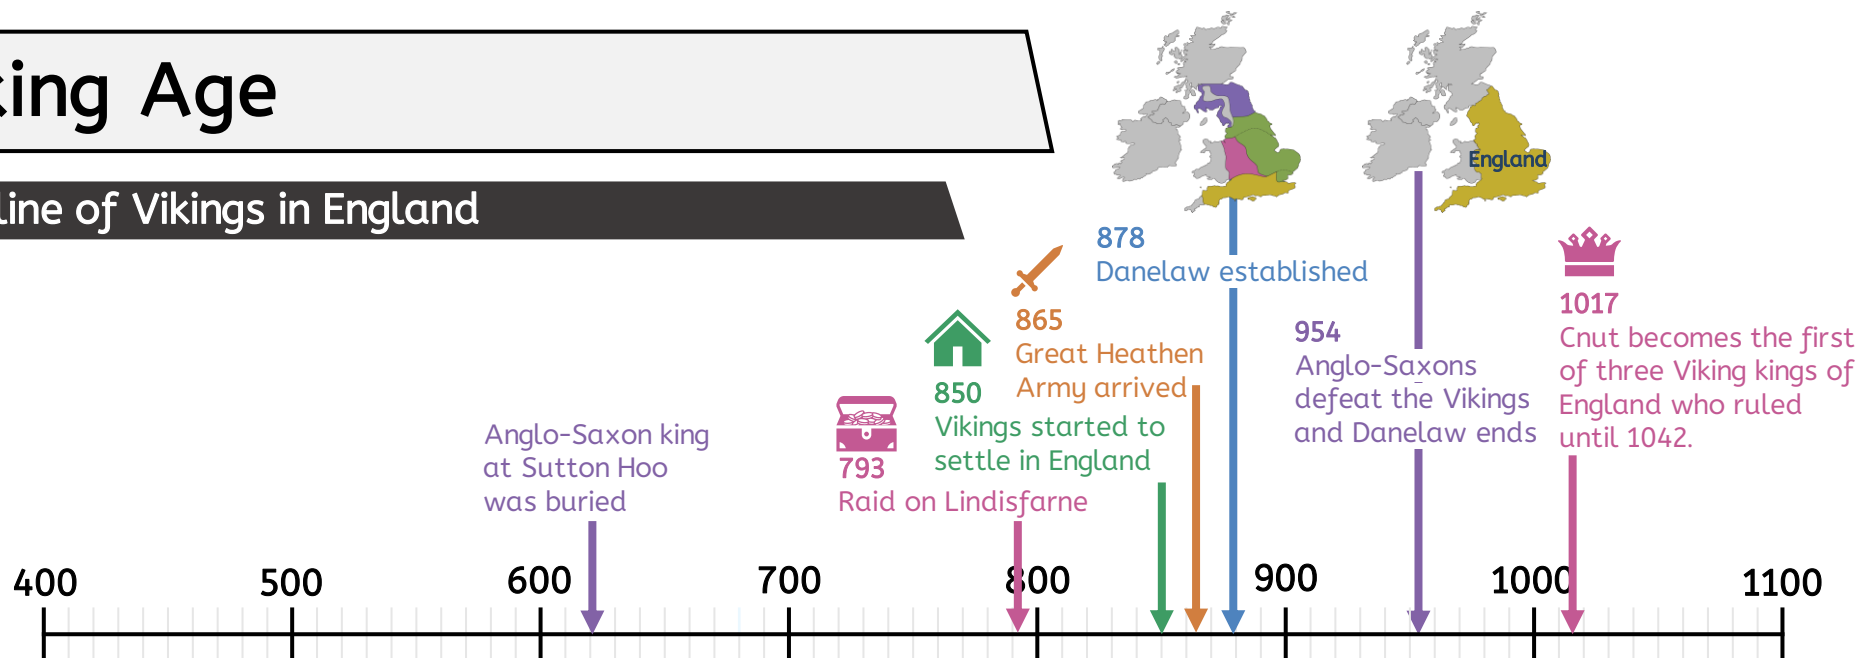 king Age
line of Vikings in England
England
878
Danelaw established
865
Great Heathen
Army arrived
850
Vikings started to
settle in England
793
Raid on Lindisfarne
Anglo-Saxon king
at Sutton Hoo
was buried
954
Anglo-Saxons
defeat the Vikings
and Danelaw ends
1017
Cnut becomes the first
of three Viking kings of
England who ruled
until 1042.
400 500 600 700 800 900 1000 1100